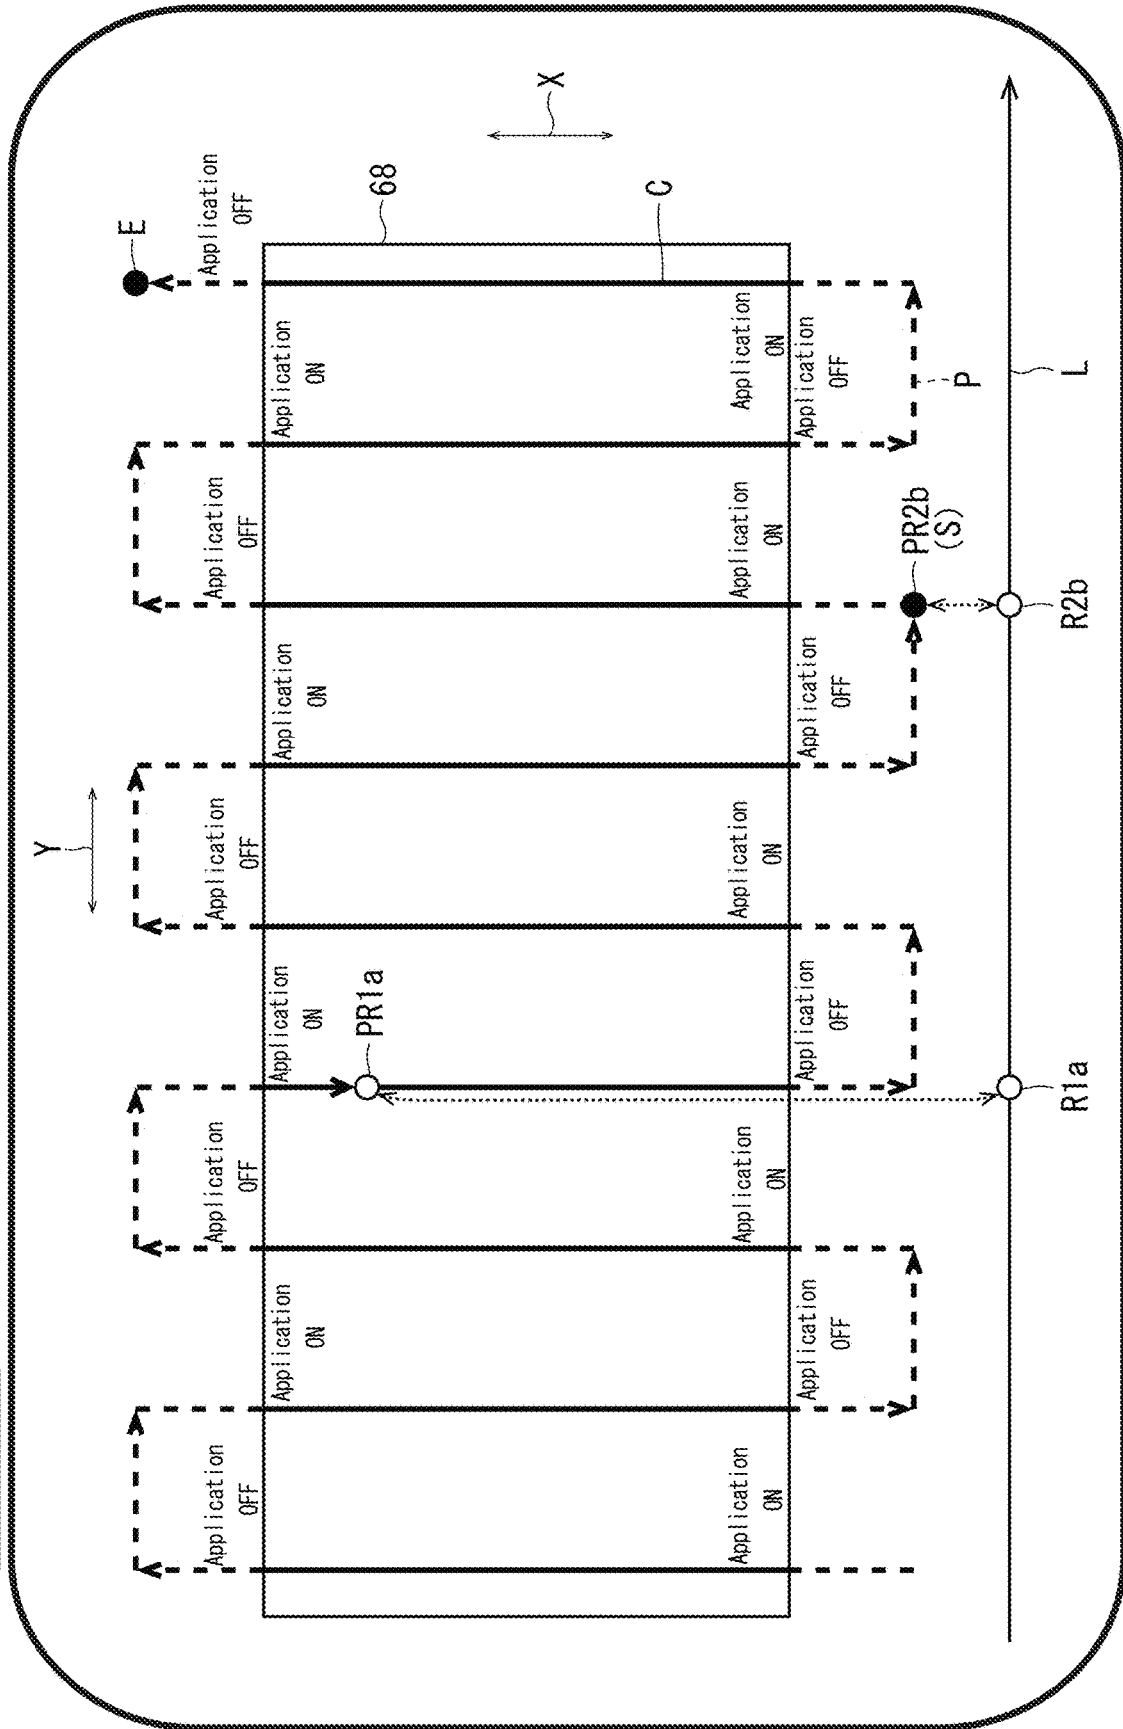 Y
E
Application
OFF
Application
OFF
Application
OFF
Application
OFF
Application
OFF
Application
ON
Application
ON
Application
ON
Application
ON
PR1a
68
X
C
Application
ON
Application
ON
Application
ON
Application
ON
Application
ON
Application
OFF
Application
OFF
Application
OFF
Application
OFF
PR2b
(S)
P
R1a
R2b
L